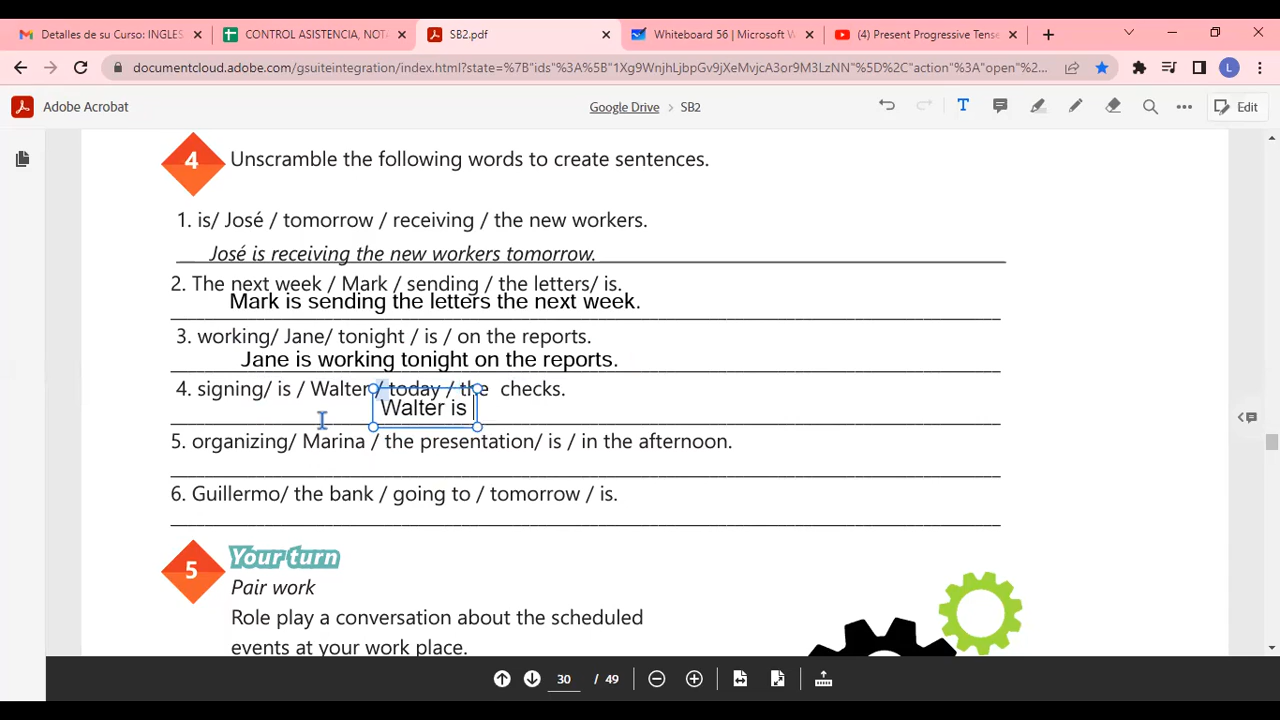 Detalles de su Curso: INGLES
CONTROL ASISTENCIA, NOT
SB2.pdf
Whiteboard 56 | Microsoft W
(4) Present Progressive Tense
documentcloud.adobe.com/gsuiteintegration/index.html?state=%7B"ids"%3A%5B"1Xg9WnjhLjbpGv9jXeMvjcA3or9M3LzNN"%5D%2C"action"%3A"open"%2...
L
Adobe Acrobat
Google Drive > SB2
T
Edit
4 Unscramble the following words to create sentences.
1. is/ José / tomorrow / receiving / the new workers.
José is receiving the new workers tomorrow.
2. The next week / Mark / sending / the letters/ is.
Mark is sending the letters the next week.
3. working/ Jane/ tonight / is / on the reports.
Jane is working tonight on the reports.
4. signing/ is / Walter / today / the checks.
Walter is
5. organizing/ Marina / the presentation/ is / in the afternoon.
6. Guillermo/ the bank / going to / tomorrow / is.
5 Your turn
Pair work
Role play a conversation about the scheduled
events at your work place.
30 / 49